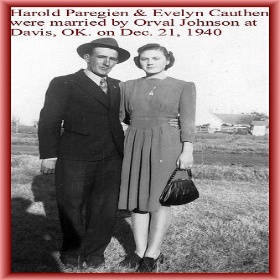 Harold Paregien & Evelyn Cauthen
were married by Orval Johnson at
Davis, OK. on Dec. 21, 1940